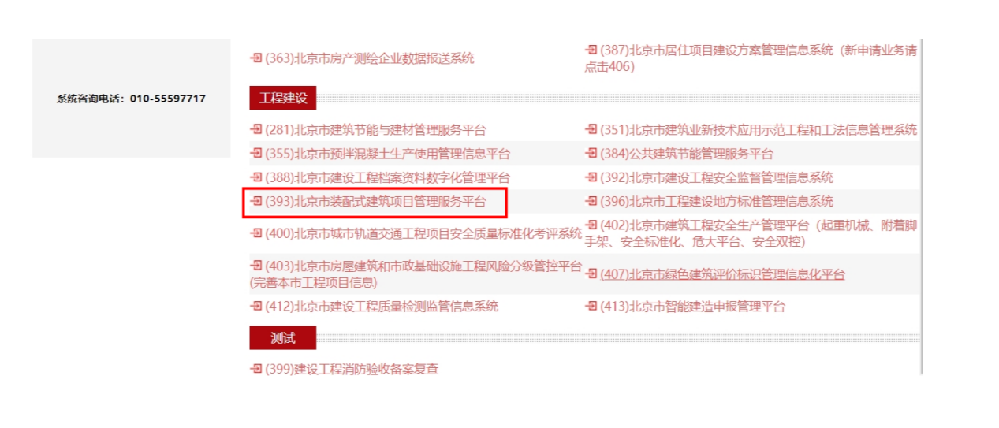 (363)北京市房产测绘企业数据报送系统
(387)北京市居住项目建设方案管理信息系统（新申请业务请
点击406)
系统咨询电话：010-55597717
工程建设
(281)北京市建筑节能与建材管理服务平台
(351)北京市建筑业新技术应用示范工程和工法信息管理系统
(355)北京市预拌混凝土生产使用管理信息平台
(384)公共建筑节能管理服务平台
(388)北京市建设工程档案资料数字化管理平台
(392)北京市建设工程安全监督管理信息系统
(393)北京市装配式建筑项目管理服务平台
(396)北京市工程建设地方标准管理信息系统
(400)北京市城市轨道交通工程项目安全质量标准化考评系统
(402)北京市建筑工程安全生产管理平台（起重机械、附着脚
手架、安全标准化、危大平台、安全双控）
(403)北京市房屋建筑和市政基础设施工程风险分级管控平台
(完善本市工程项目信息)
(407)北京市绿色建筑评价标识管理信息化平台
(412)北京市建设工程质量检测监管信息系统
(413)北京市智能建造申报管理平台
测试
(399)建设工程消防验收备案复查